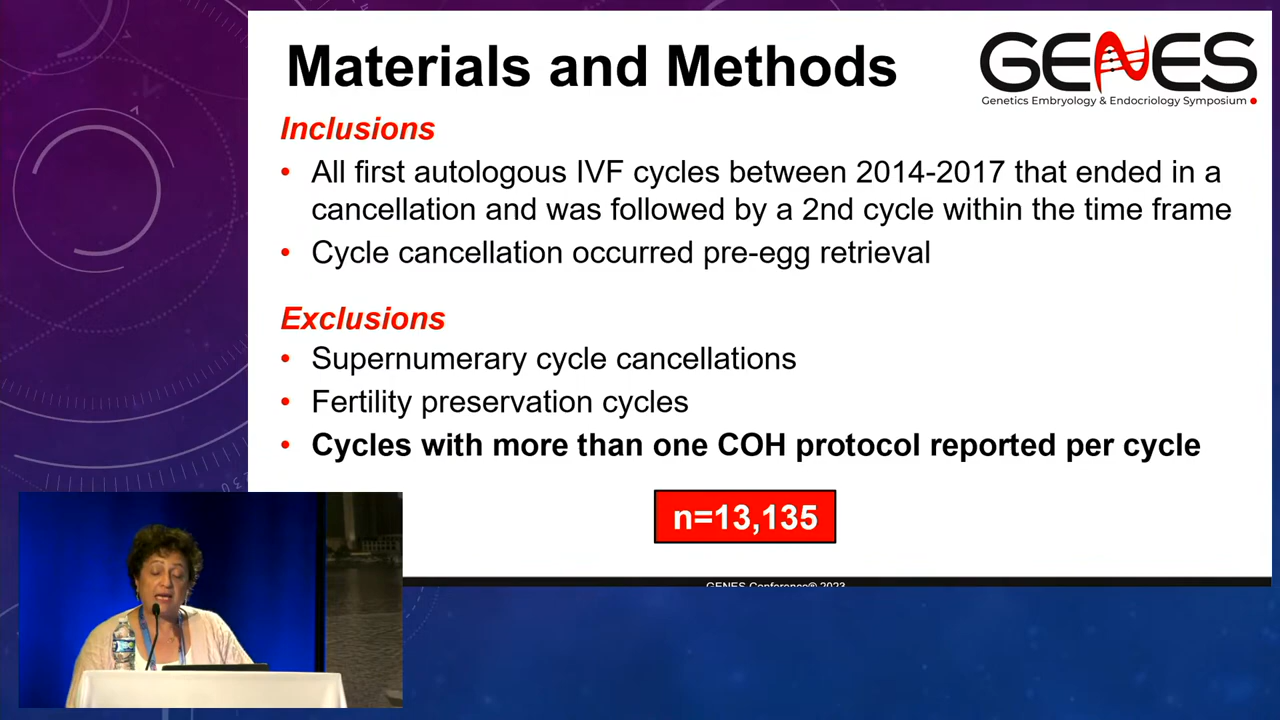 Materials and Methods
GENES
Genetics Embryology & Endocriology Symposium
Inclusions
• All first autologous IVF cycles between 2014-2017 that ended in a
cancellation and was followed by a 2nd cycle within the time frame
• Cycle cancellation occurred pre-egg retrieval
Exclusions
• Supernumerary cycle cancellations
• Fertility preservation cycles
• Cycles with more than one COH protocol reported per cycle
n=13,135
GENES Conference® 2023